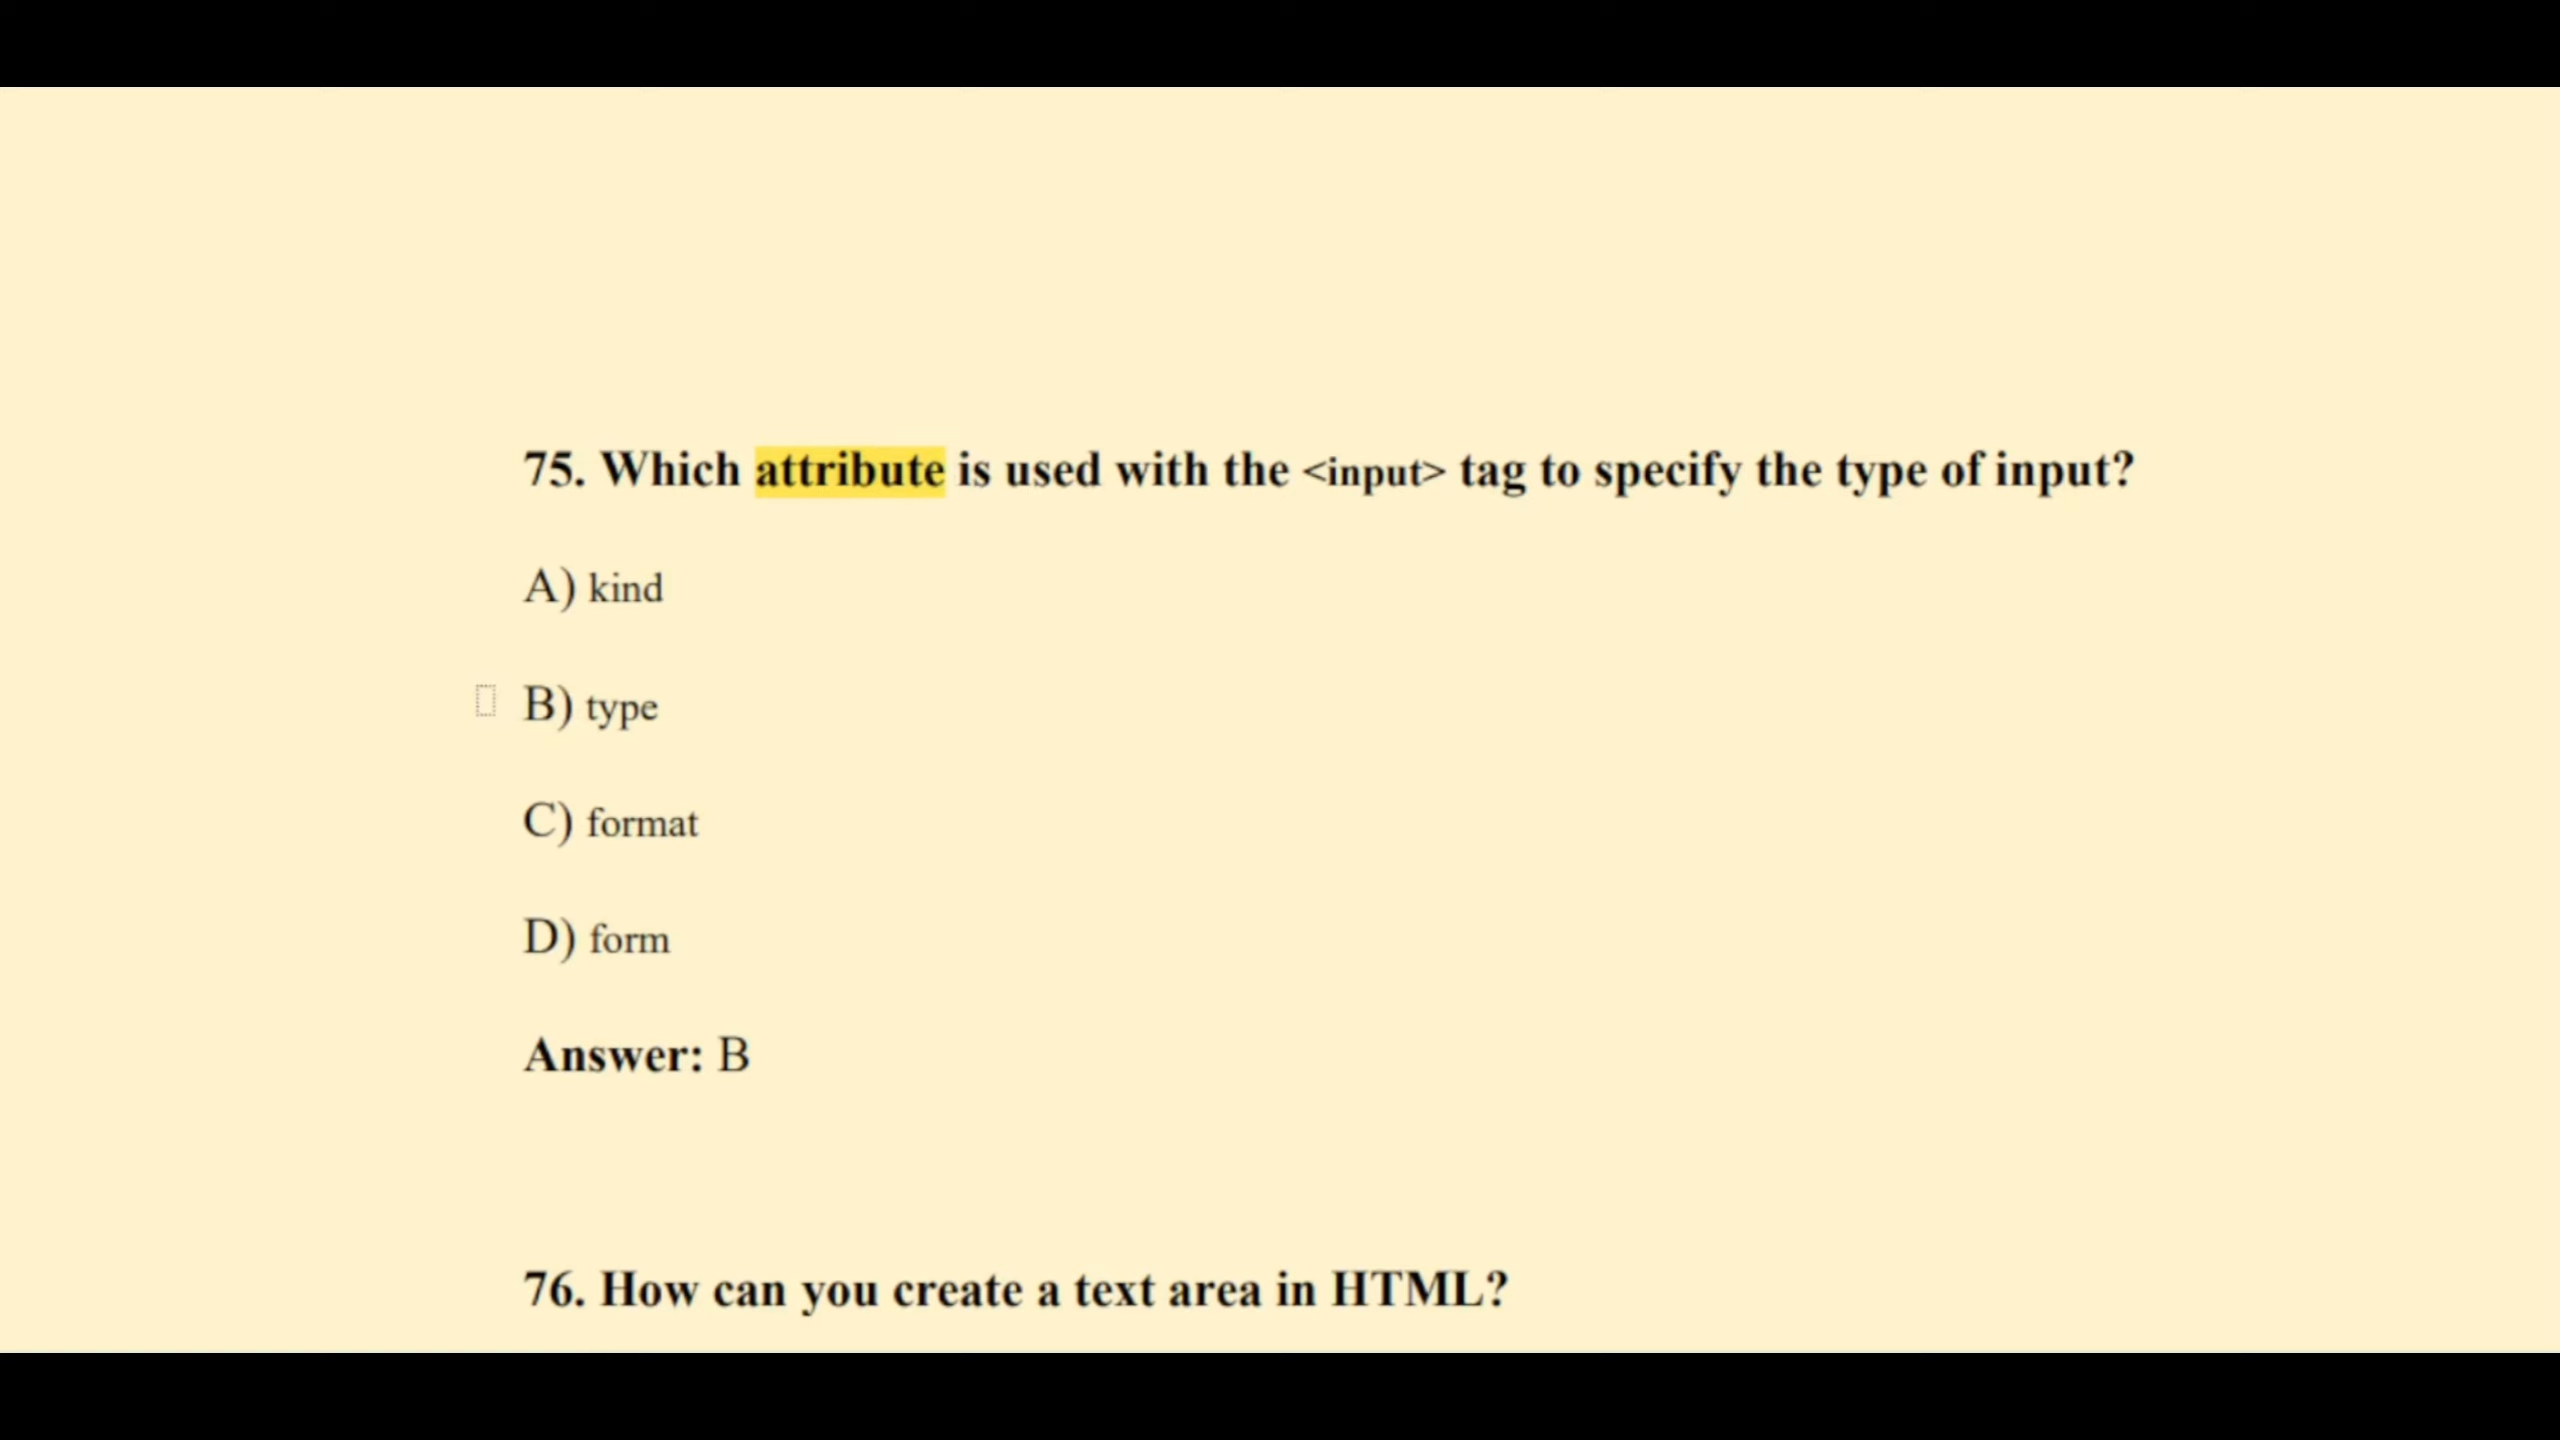 75. Which attribute is used with the <input> tag to specify the type of input?
A) kind
B) type
C) format
D) form
Answer: B
76. How can you create a text area in HTML?